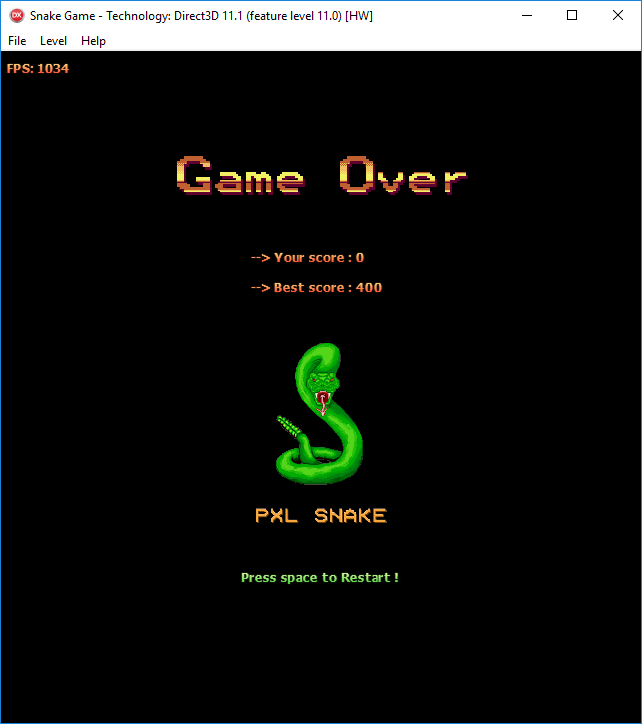 Snake Game - Technology: Direct3D 11.1 (feature level 11.0) [HW]
File Level Help
FPS: 1034
Game Over
--> Your score : 0
--> Best score : 400
PXL SNAKE
Press space to Restart !